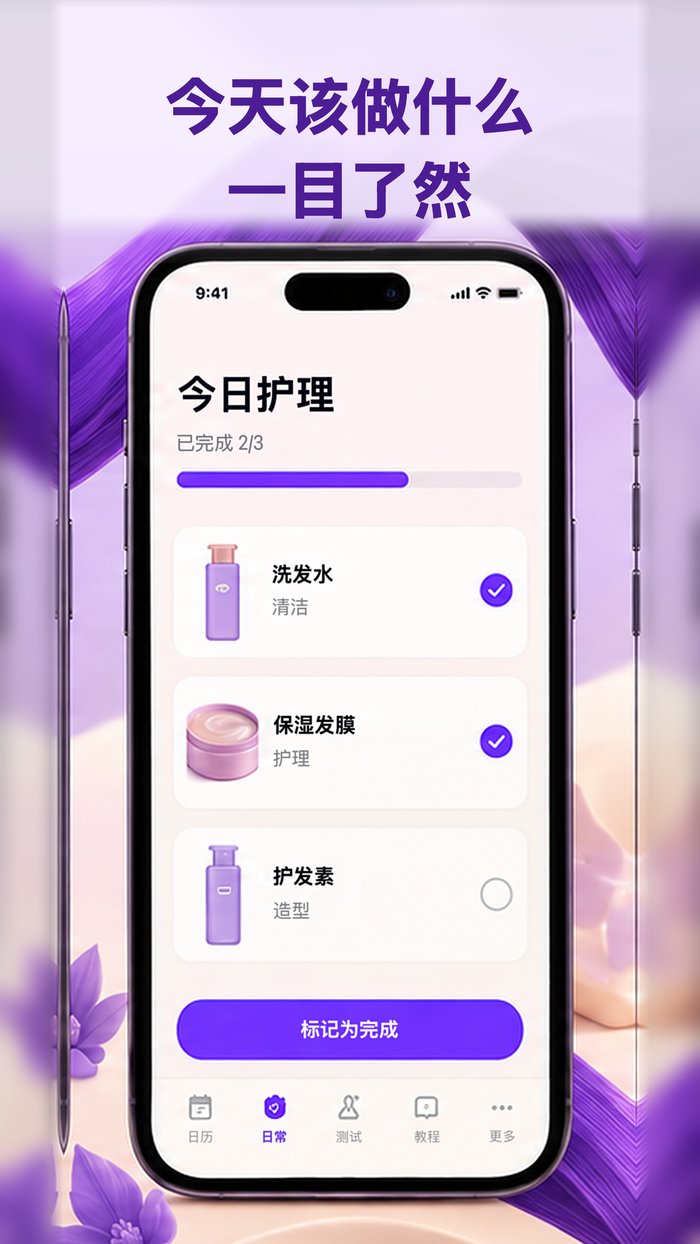 今天该做什么
一目了然
9:41
今日护理
已完成 2/3
洗发水
清洁
保湿发膜
护理
护发素
造型
标记为完成
日历
日常
测试
教程
更多